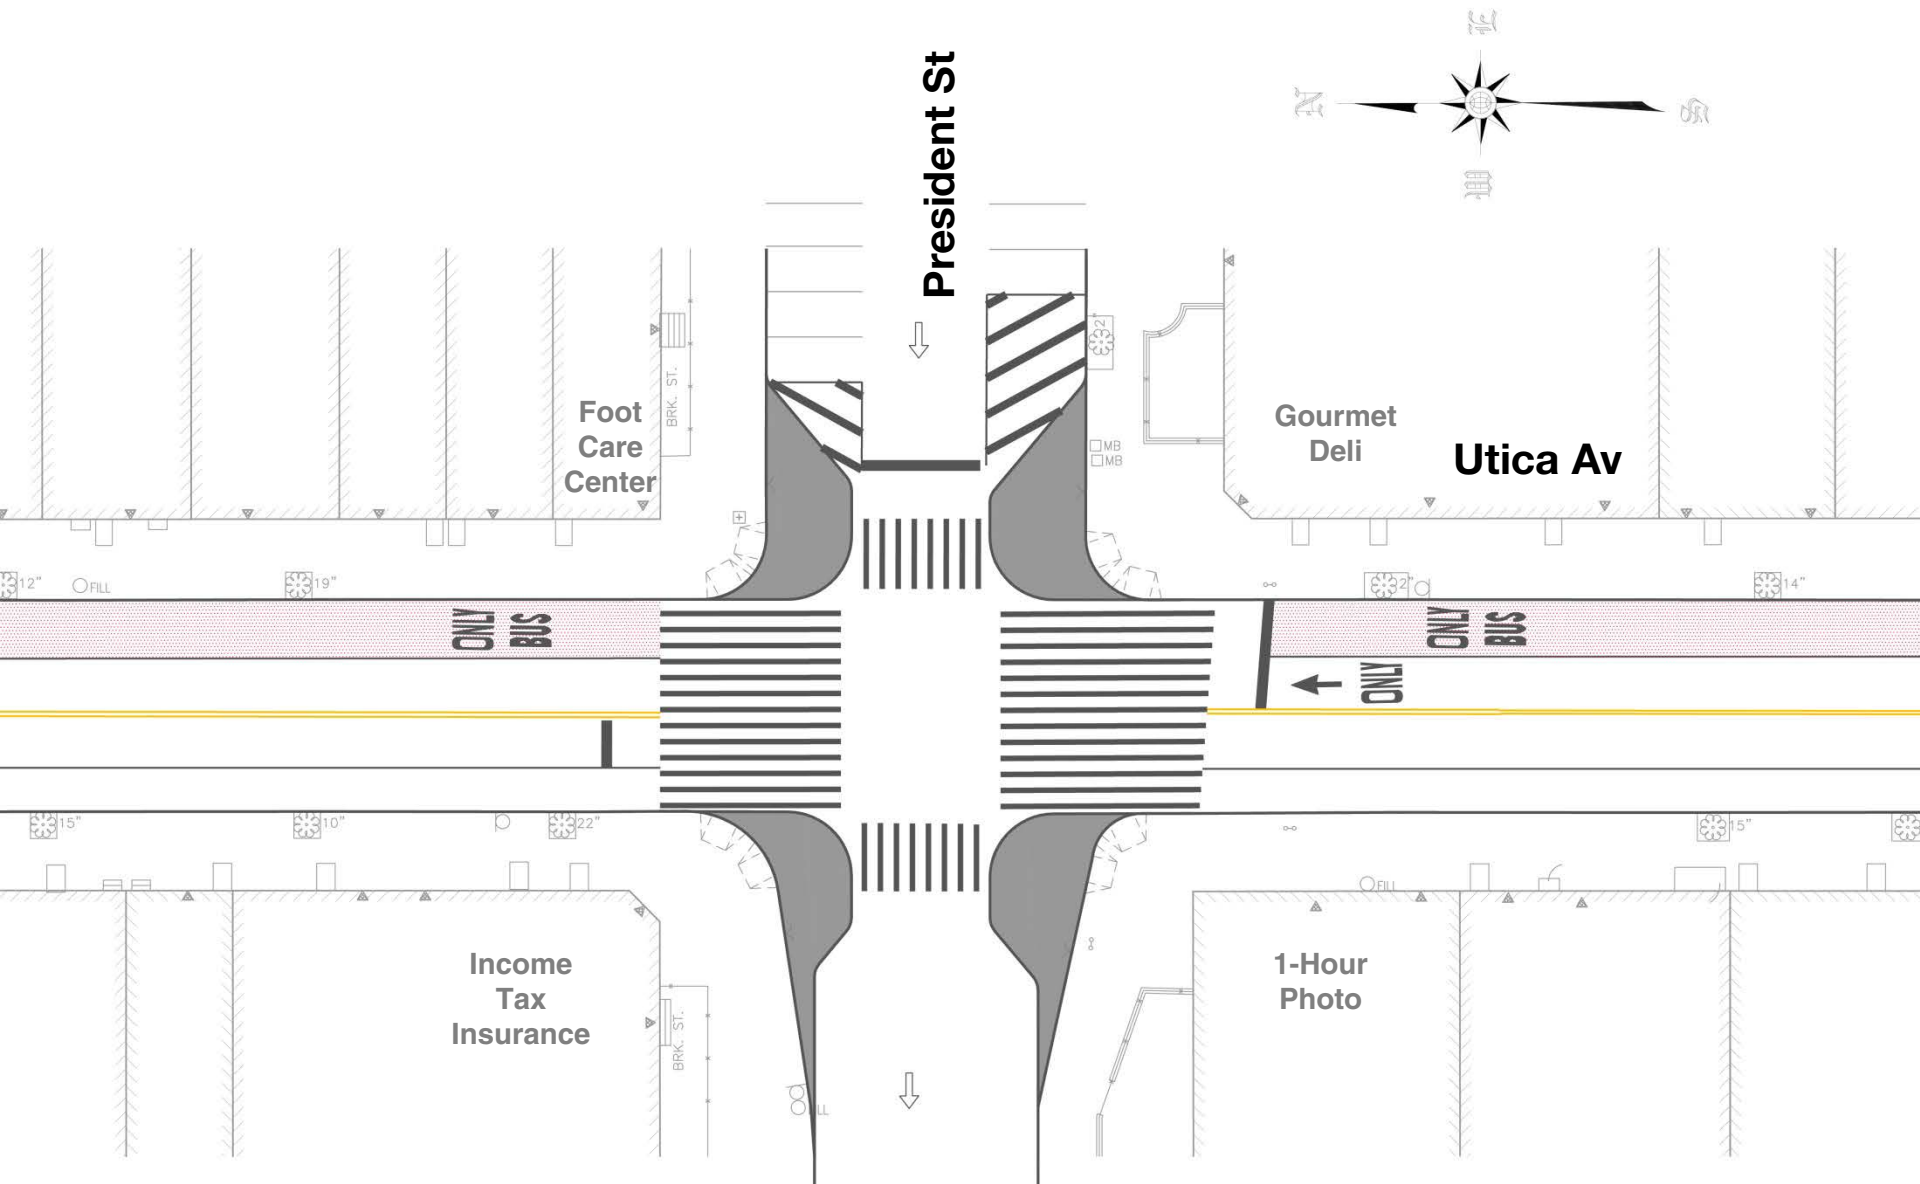 E
N
S
W
President St
2"
BRK. ST.
Foot
Care
Center
MB
MB
Gourmet
Deli
Utica Av
12"
FILL
19"
2"
14"
ONLY
BUS
ONLY
BUS
ONLY
15"
10"
22"
15"
FILL
Income
Tax
Insurance
BRK. ST.
1-Hour
Photo